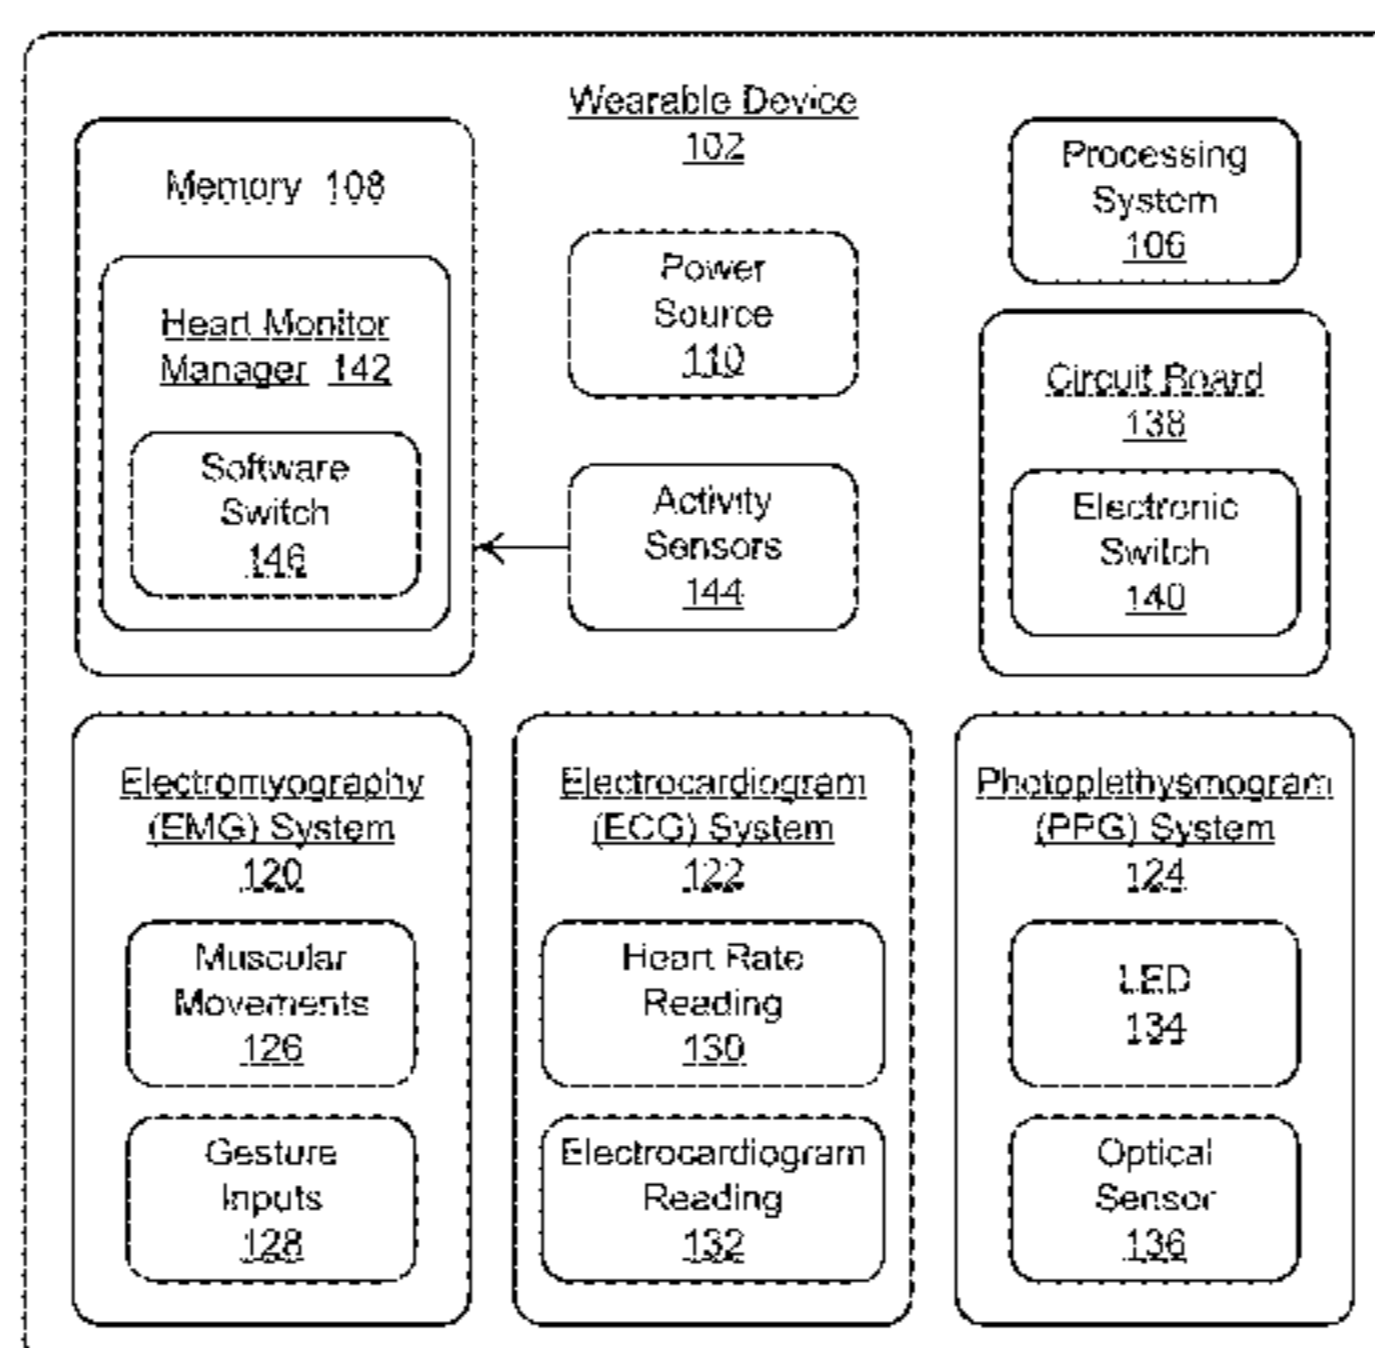 Wearable Device
102
Memory 108
Heart Monitor
Manager 142
Software
Switch
146
Power
Source
110
Activity
Sensors
144
Processing
System
106
Circuit Board
138
Electronic
Switch
140
Electromyography
(EMG) System
120
Muscular
Movements
126
Gesture
Inputs
128
Electrocardiogram
(ECG) System
122
Heart Rate
Reading
130
Electrocardiogram
Reading
132
Photoplethysmogram
(PPG) System
124
LED
134
Optical
Sensor
136